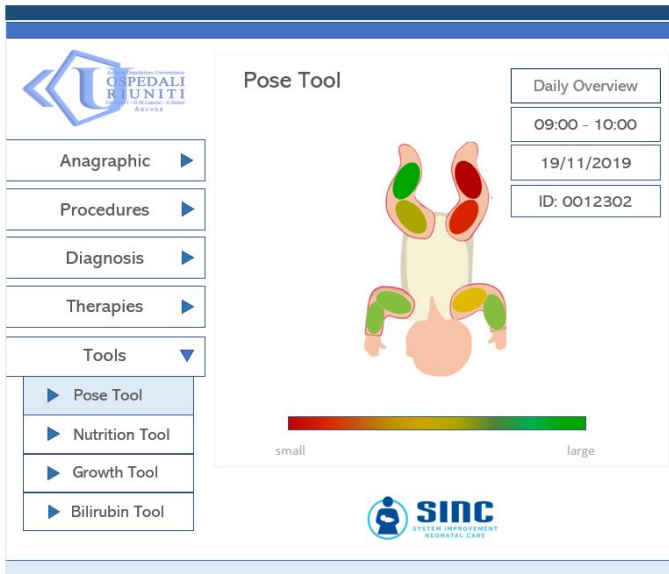 OSPEDALI
RIUNITI
Ancona
Anagraphic
Procedures
Diagnosis
Therapies
Tools
Pose Tool
Nutrition Tool
Growth Tool
Bilirubin Tool
Pose Tool
Daily Overview
09:00 - 10:00
19/11/2019
ID: 0012302
small
large
SINC
SYSTEM IMPROVEMENT
NEONATAL CARE